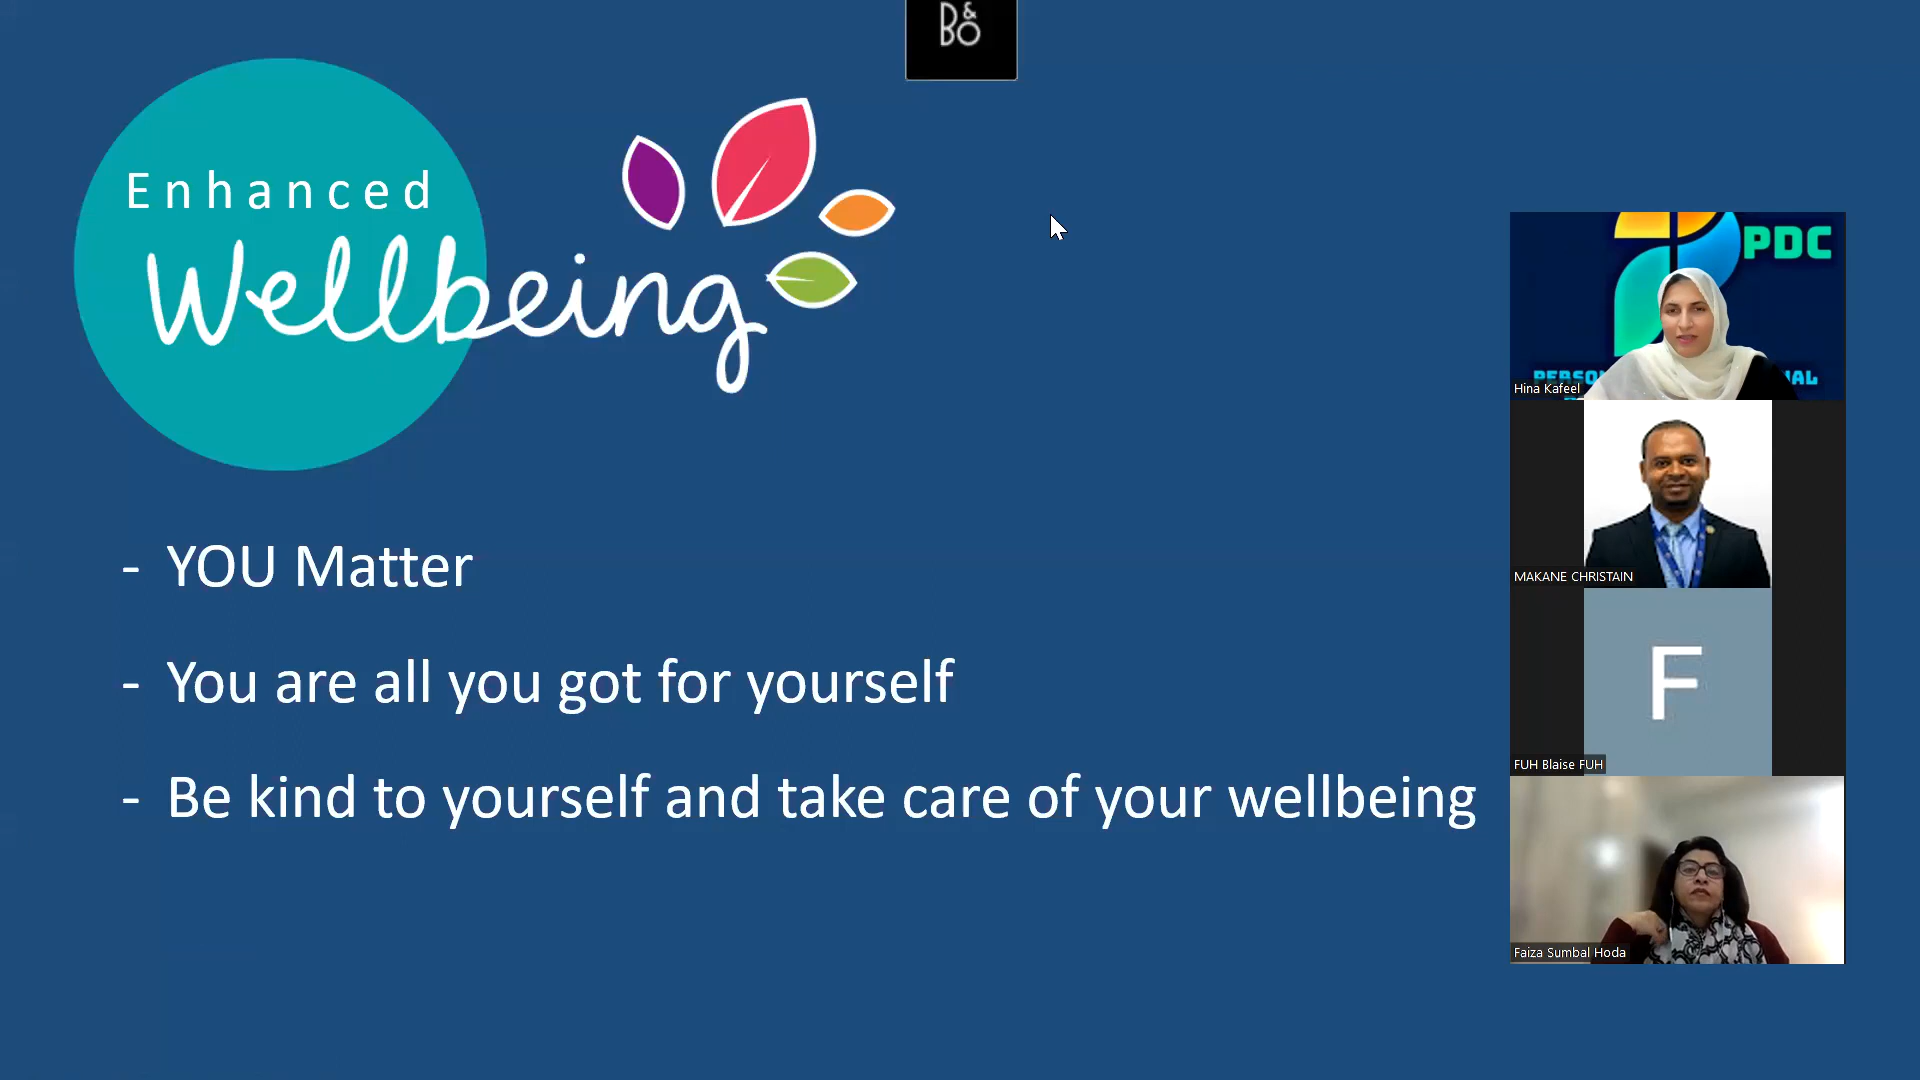 B&O
Enhanced
Wellbeing
- YOU Matter
- You are all you got for yourself
- Be kind to yourself and take care of your wellbeing
PDC
Hina Kafeel
MAKANE CHRISTAIN
F
FUH Blaise FUH
Faiza Sumbal Hoda